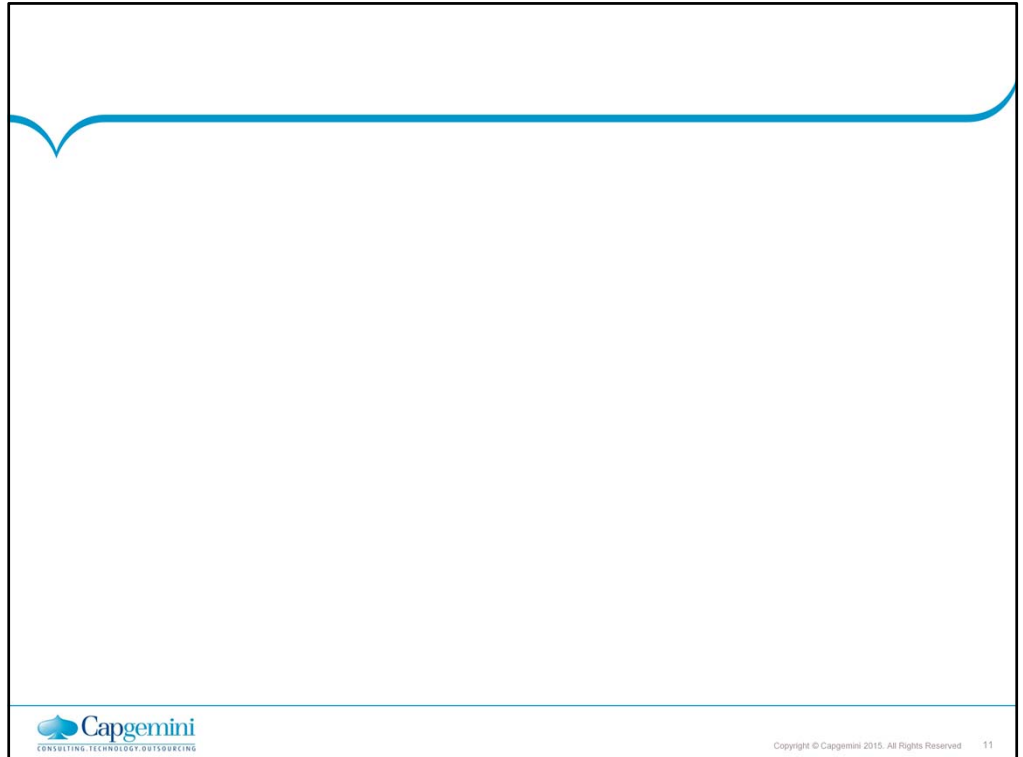 Capgemini
CONSULTING.TECHNOLOGY.OUTSOURCING
Copyright © Capgemini 2015. All Rights Reserved 11